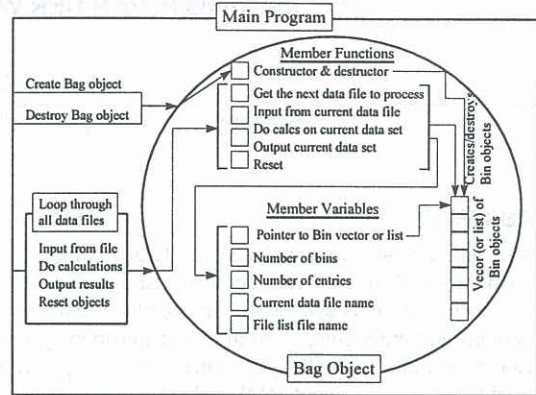 Main Program
Member Functions
Constructor & destructor
Create Bag object
Destroy Bag object
Get the next data file to process
Input from current data file
Do calcs on current data set
Output current data set
Reset
Creates/destroys
Bin objects
Loop through
all data files
Input from file
Do calculations
Output results
Reset objects
Member Variables
Pointer to Bin vector or list
Number of bins
Number of entries
Current data file name
File list file name
Vecor (or list) of
Bin objects
Bag Object